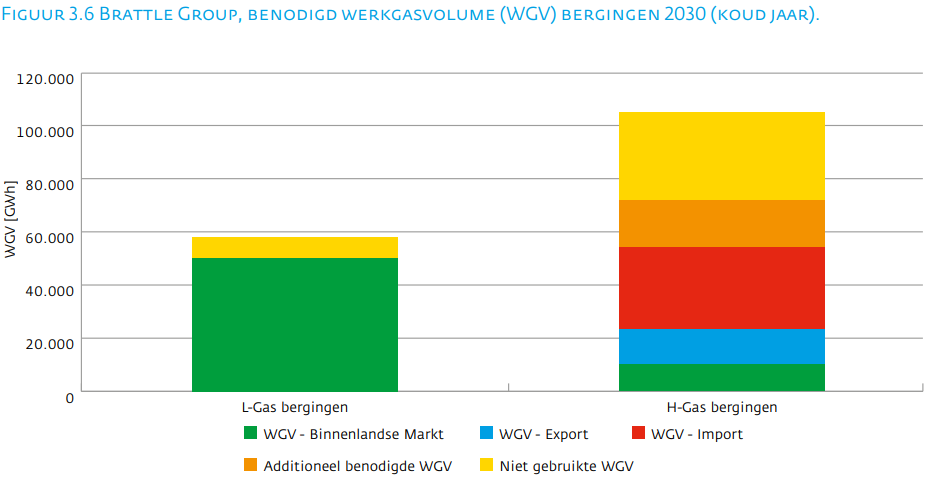 Figuur 3.6 Brattle Group, benodigd werkgasvolume (WGV) bergingen 2030 (koud jaar).
120.000
100.000
80.000
60.000
40.000
20.000
0
WGV [GWh]
L-Gas bergingen
H-Gas bergingen
WGV - Binnenlandse Markt
WGV - Export
WGV - Import
Additioneel benodigde WGV
Niet gebruikte WGV